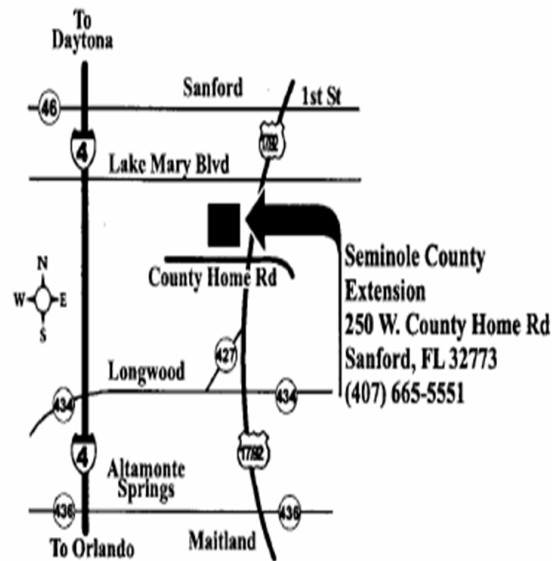 To
Daytona
Sanford
1st St
46
17/92
4
Lake Mary Blvd
County Home Rd
Seminole County
Extension
250 W. County Home Rd
Sanford, FL 32773
(407) 665-5551
N
W E
S
427
Longwood
434
434
4
17/92
Altamonte
Springs
436
436
To Orlando
Maitland